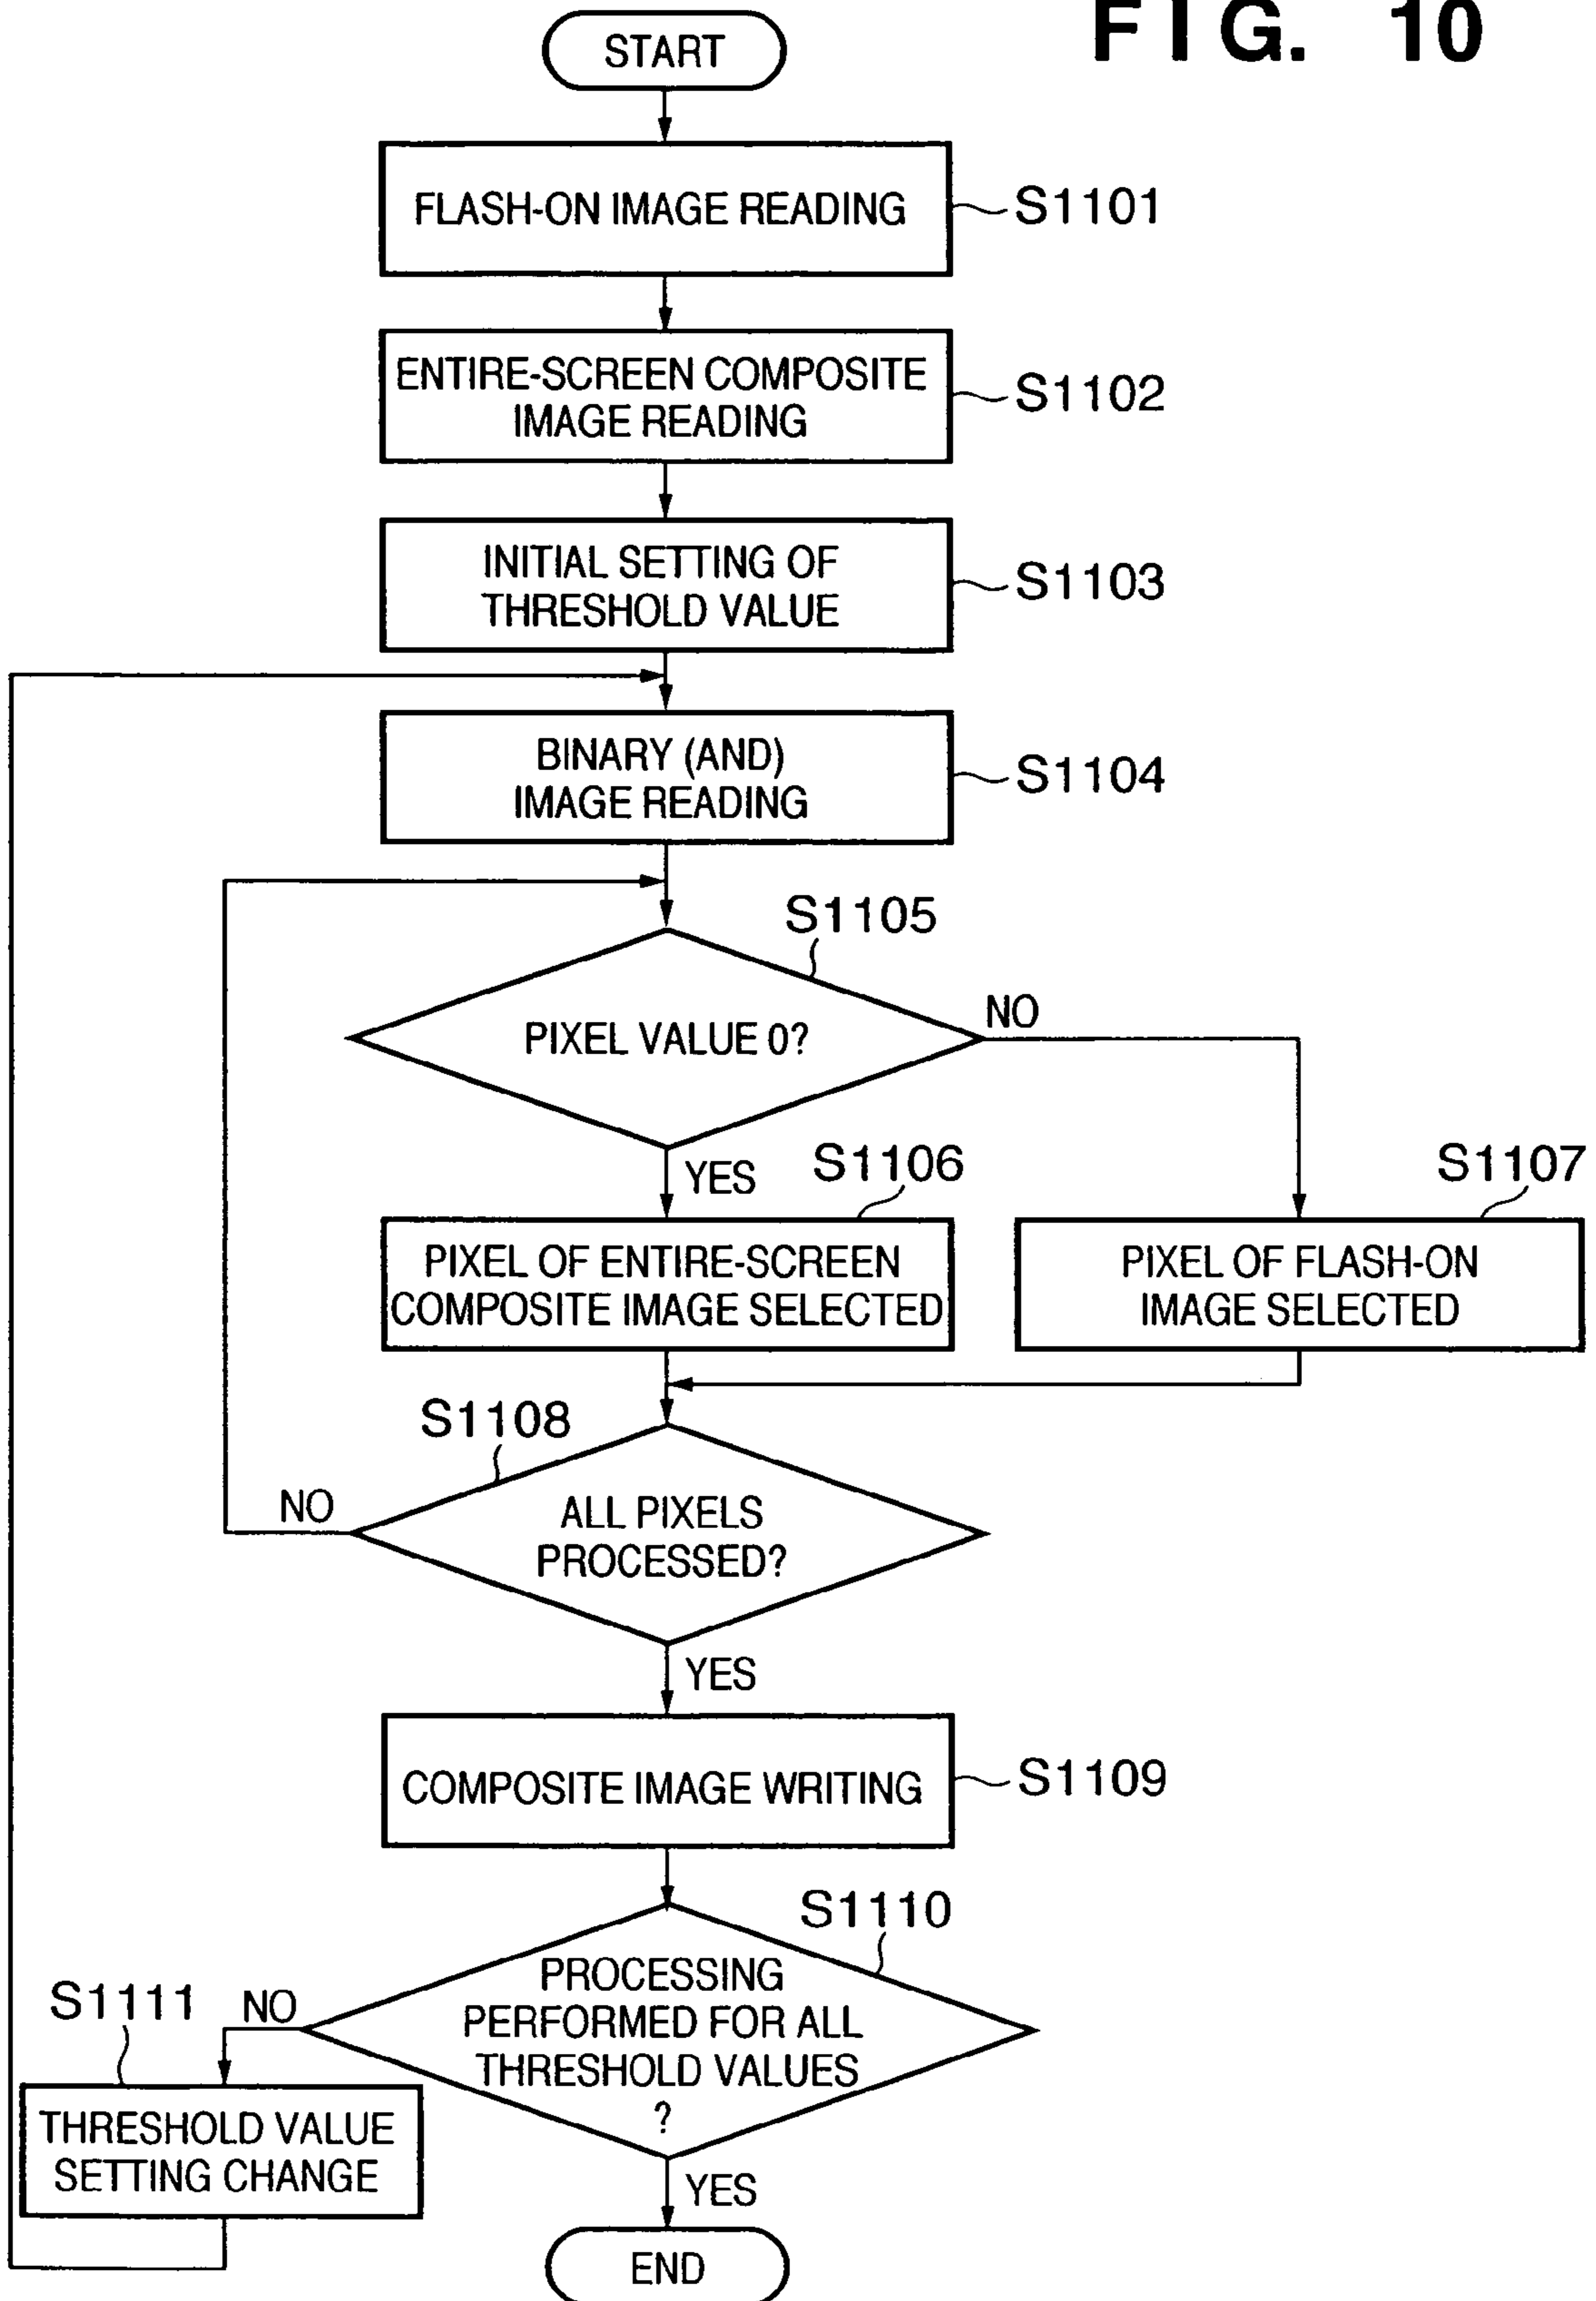 FIG. 10
START
FLASH-ON IMAGE READING
S1101
ENTIRE-SCREEN COMPOSITE
IMAGE READING
S1102
INITIAL SETTING OF
THRESHOLD VALUE
S1103
BINARY (AND)
IMAGE READING
S1104
S1105
PIXEL VALUE 0?
NO
YES
S1106
S1107
PIXEL OF ENTIRE-SCREEN
COMPOSITE IMAGE SELECTED
PIXEL OF FLASH-ON
IMAGE SELECTED
S1108
NO
ALL PIXELS
PROCESSED?
YES
COMPOSITE IMAGE WRITING
S1109
S1110
PROCESSING
PERFORMED FOR ALL
THRESHOLD VALUES
?
S1111
NO
THRESHOLD VALUE
SETTING CHANGE
YES
END